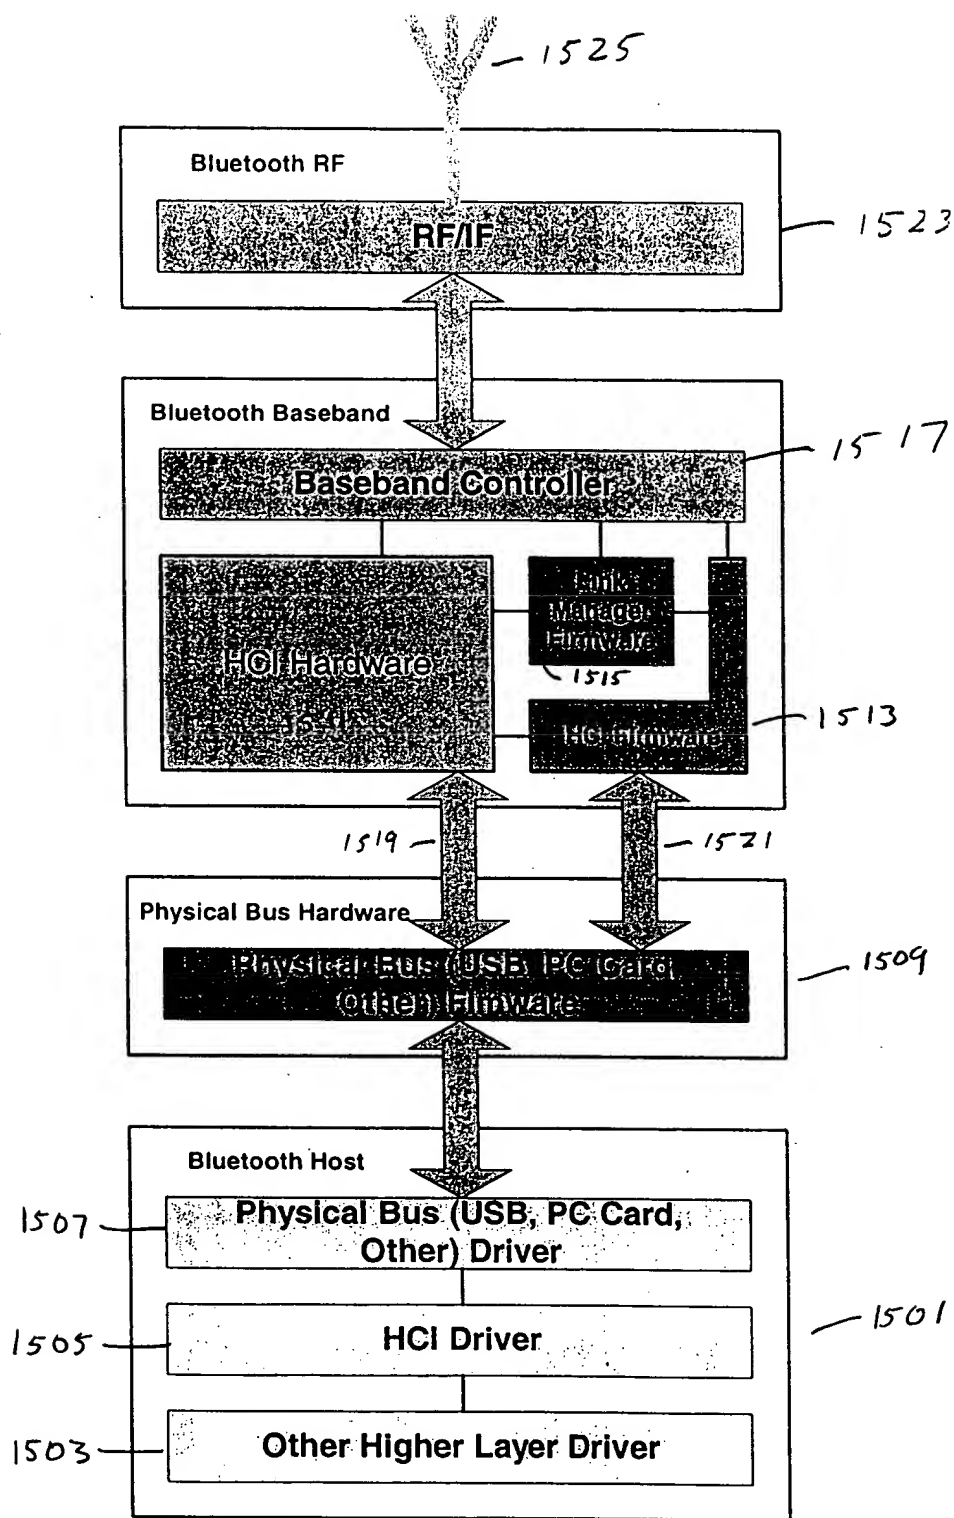 1525
Bluetooth RF
RF/IF
1523
Bluetooth Baseband
1517
Baseband Controller
Link
Manager
Firmware
HCI Hardware
1515
1513
HCI Firmware
1519
1521
Physical Bus Hardware
1509
Physical Bus (USB, PC Card,
Other) Firmware
Bluetooth Host
1507
Physical Bus (USB, PC Card,
Other) Driver
1501
1505
HCI Driver
1503
Other Higher Layer Driver